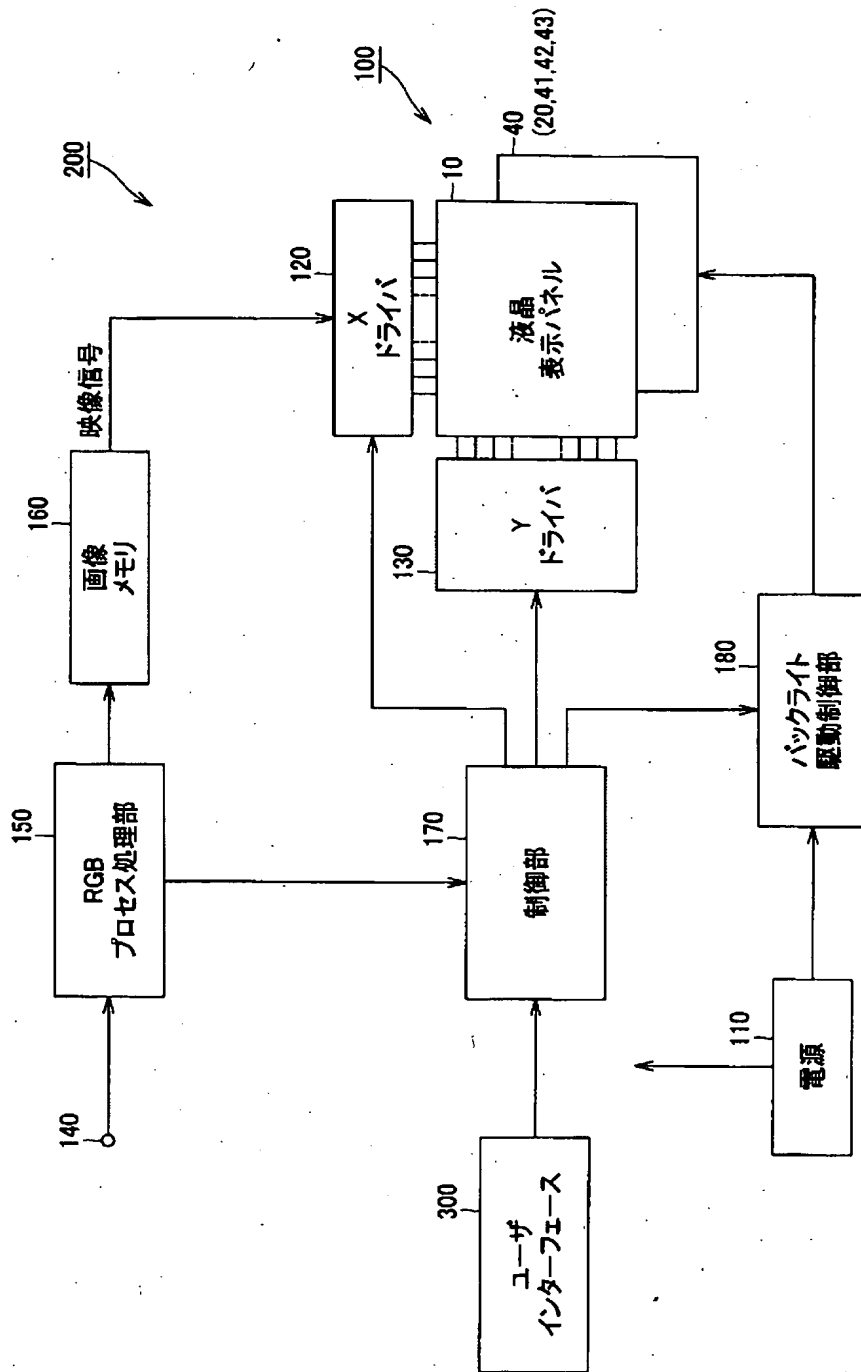 200
100
140
150
RGB
プロセス処理部
160
画像
メモリ
映像信号
120
X
ドライバ
10
液晶
表示パネル
40
(20,41,42,43)
130
Y
ドライバ
300
ユーザ
インターフェース
170
制御部
110
電源
180
バックライト
駆動制御部